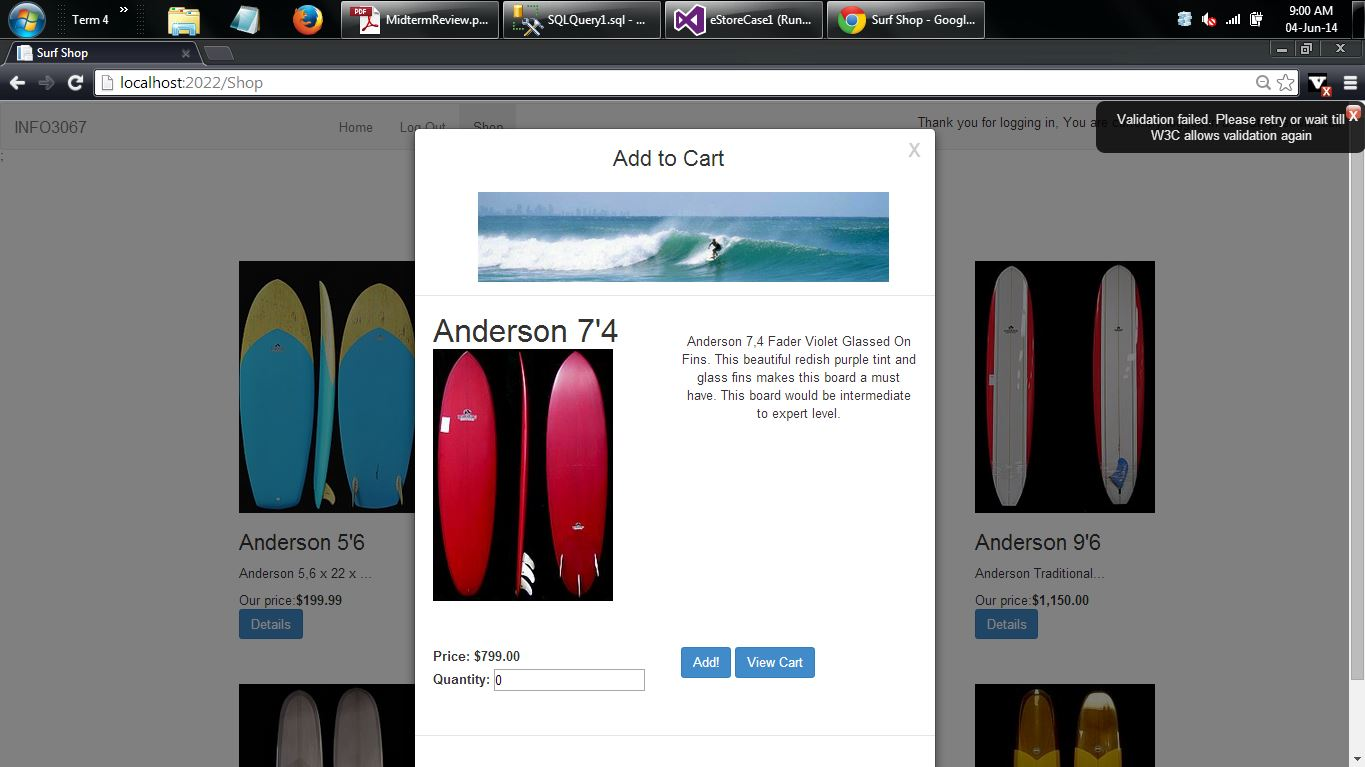 »
Term 4
MidtermReview.p...
SQLQuery1.sql - ...
eStoreCase1 (Run...
Surf Shop - Googl...
9:00 AM
04-Jun-14
Surf Shop
localhost:2022/Shop
INFO3067
Home
Log Out
Shop
Thank you for logging in, You are
Validation failed. Please retry or wait till
W3C allows validation again
;
Add to Cart
X
Anderson 7'4
Anderson 7,4 Fader Violet Glassed On
Fins. This beautiful redish purple tint and
glass fins makes this board a must
have. This board would be intermediate
to expert level.
Price: $799.00
Quantity: 0
Add!
View Cart
Anderson 5'6
Anderson 5,6 x 22 x ...
Our price:$199.99
Details
Anderson 9'6
Anderson Traditional...
Our price:$1,150.00
Details